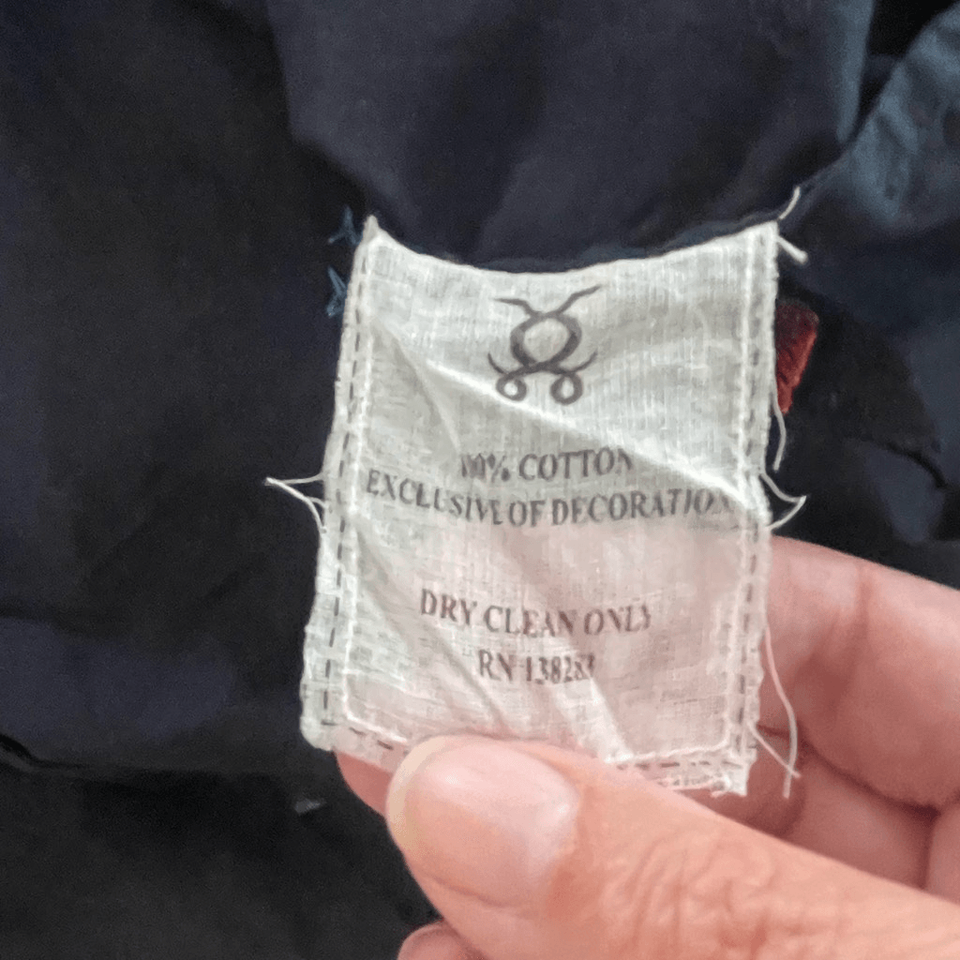 100% COTTON
EXCLUSIVE OF DECORATION
DRY CLEAN ONLY
RN 138283